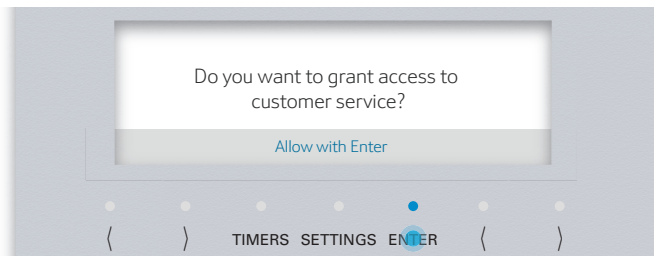 Do you want to grant access to
customer service?
Allow with Enter
⟨ ⟩ TIMERS SETTINGS ENTER ⟨ ⟩